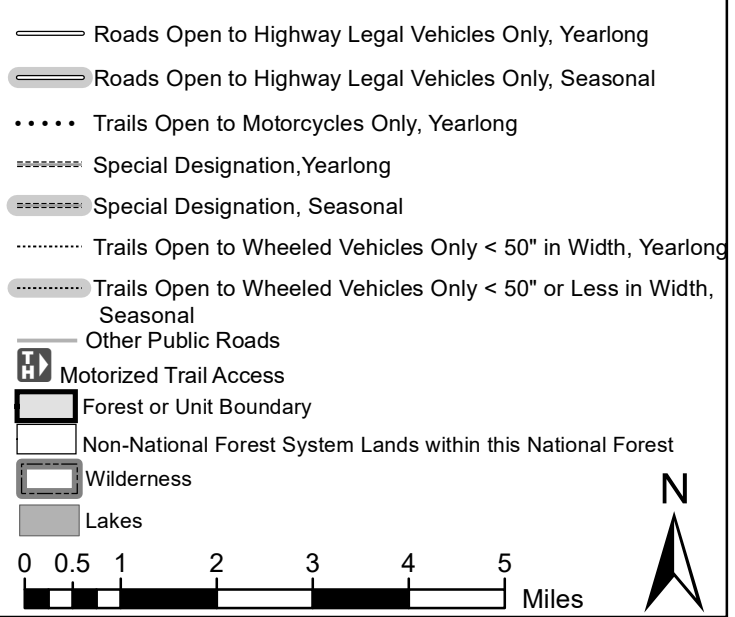 Roads Open to Highway Legal Vehicles Only, Yearlong
Roads Open to Highway Legal Vehicles Only, Seasonal
Trails Open to Motorcycles Only, Yearlong
Special Designation,Yearlong
Special Designation, Seasonal
Trails Open to Wheeled Vehicles Only < 50" in Width, Yearlong
Trails Open to Wheeled Vehicles Only < 50" or Less in Width,
Seasonal
Other Public Roads
TH Motorized Trail Access
Forest or Unit Boundary
Non-National Forest System Lands within this National Forest
Wilderness
Lakes
N
0 0.5 1 2 3 4 5
Miles